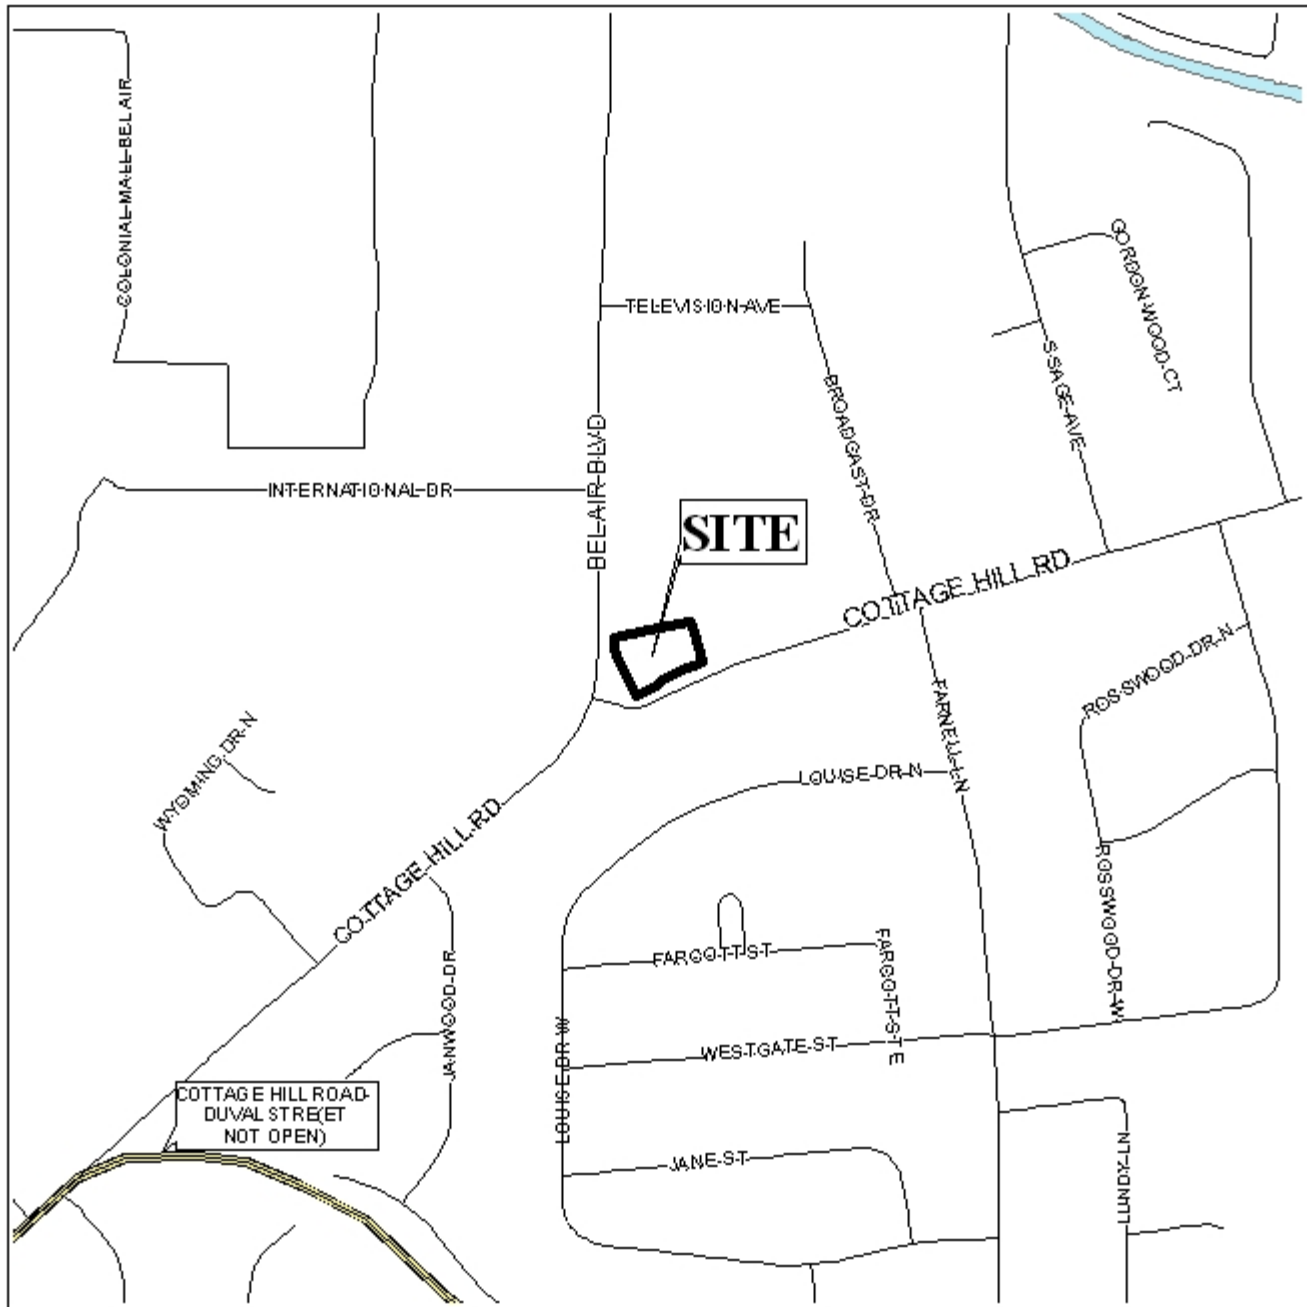 COLONIAL MALL BEL AIR
GORDON WOOD CT
TELEVISION AVE
S SAGE AVE
BROADCAST DR
BEL AIR BLVD
INTERNATIONAL DR
SITE
COTTAGE HILL RD
ROSSWOOD DR N
FARNELL LN
WYOMING DR N
LOUISE DR N
COTTAGE HILL RD
ROSSWOOD DR W
FARGOTT ST
FARGOTT ST E
JANWOOD DR
LOUISE DR W
WESTGATE ST
COTTAGE HILL ROAD-
DUVAL STRE(ET
NOT OPEN)
JANE ST
LUNDY LN